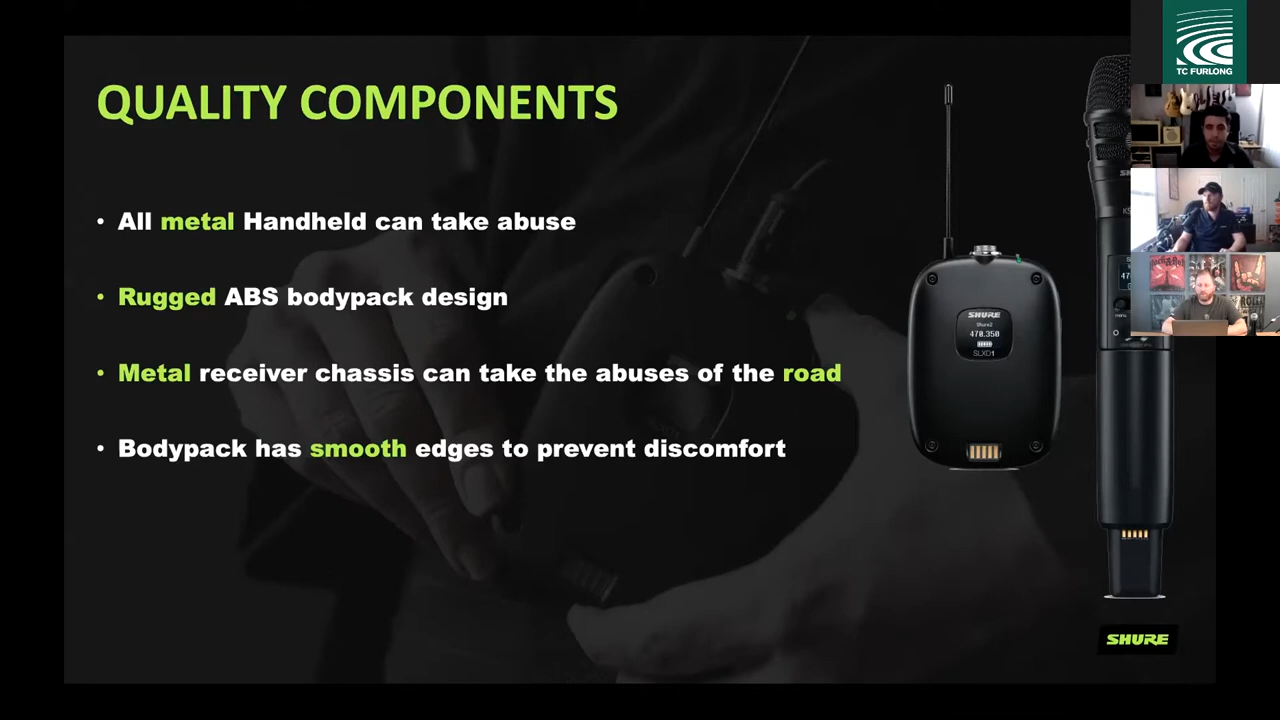 QUALITY COMPONENTS
• All metal Handheld can take abuse
• Rugged ABS bodypack design
• Metal receiver chassis can take the abuses of the road
• Bodypack has smooth edges to prevent discomfort
SHURE
Shure2
470.350
SLXD1
TC FURLONG
SHURE